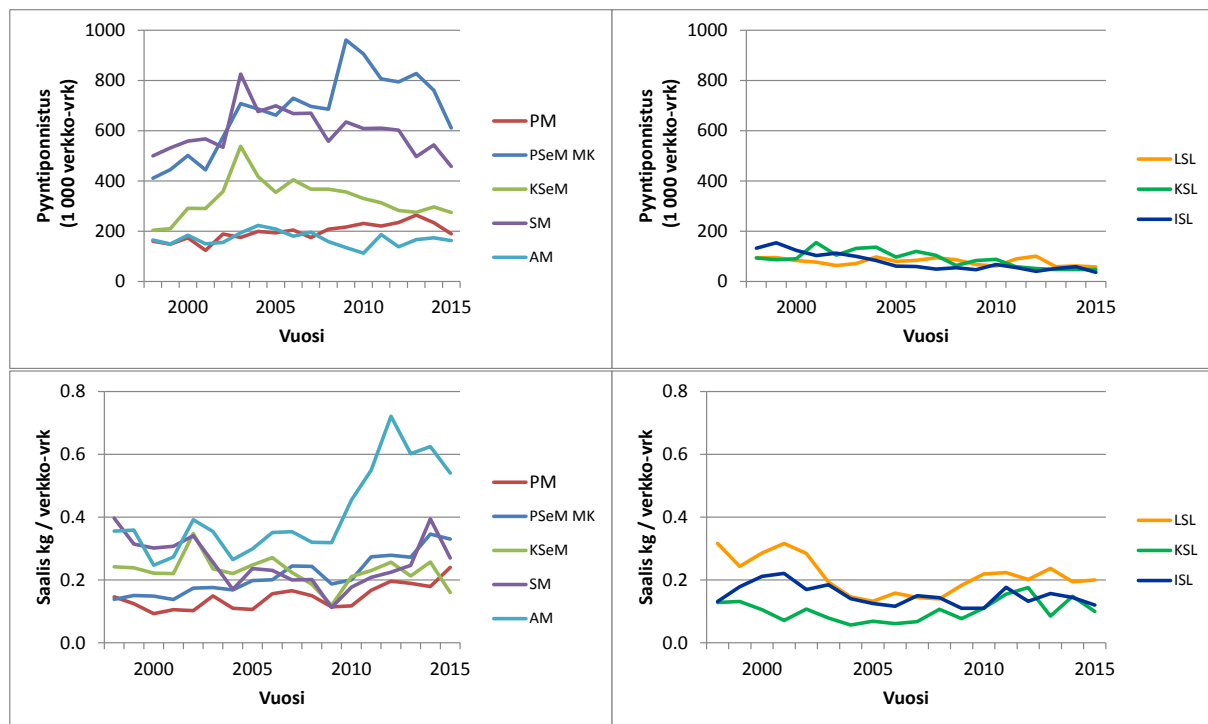 Pyyntiponnistus
(1 000 verkko-vrk)
1000
800
600
400
200
0
2000 2005 2010 2015
Vuosi
PM
PSeM MK
KSeM
SM
AM
Pyyntiponnistus
(1 000 verkko-vrk)
1000
800
600
400
200
0
2000 2005 2010 2015
Vuosi
LSL
KSL
ISL
Saalis kg / verkko-vrk
0.8
0.6
0.4
0.2
0.0
2000 2005 2010 2015
Vuosi
PM
PSeM MK
KSeM
SM
AM
Saalis kg / verkko-vrk
0.8
0.6
0.4
0.2
0.0
2000 2005 2010 2015
Vuosi
LSL
KSL
ISL